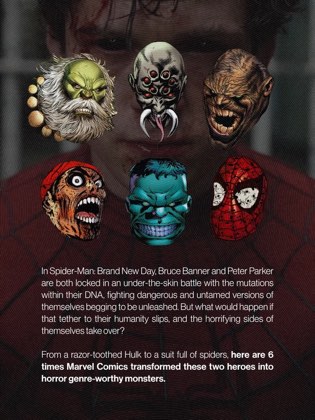 In Spider-Man: Brand New Day, Bruce Banner and Peter Parker
are both locked in an under-the-skin battle with the mutations
within their DNA, fighting dangerous and untamed versions of
themselves begging to be unleashed. But what would happen if
that tether to their humanity slips, and the horrifying sides of
themselves take over?
From a razor-toothed Hulk to a suit full of spiders, here are 6
times Marvel Comics transformed these two heroes into
horror genre-worthy monsters.